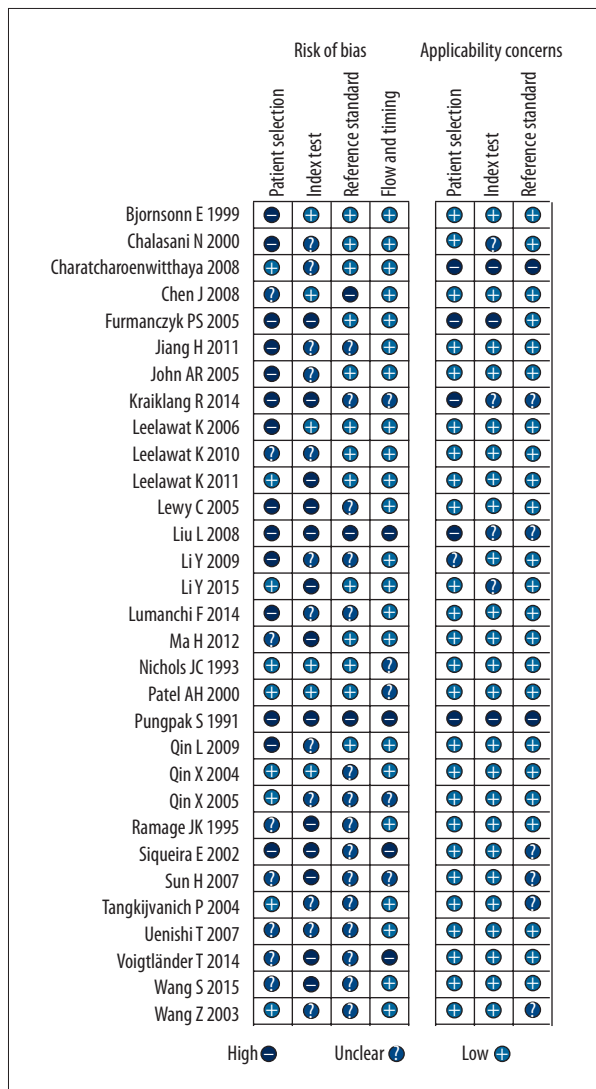 Risk of bias Applicability concerns
Patient selection Index test Reference standard Flow and timing Patient selection Index test Reference standard
Bjornsonn E 1999 − + + + + + +
Chalasani N 2000 − ? + + + ? +
Charatcharoenwitthaya 2008 + ? + + − − −
Chen J 2008 ? + − + + + +
Furmanczyk PS 2005 − − + + − − +
Jiang H 2011 − ? ? + + + +
John AR 2005 − ? + + + + +
Kraiklang R 2014 − − ? ? − ? ?
Leelawat K 2006 − + + + + + +
Leelawat K 2010 ? ? + + + + +
Leelawat K 2011 + − + + + + +
Lewy C 2005 − − ? + + + +
Liu L 2008 − − − − − ? ?
Li Y 2009 − ? ? + ? + +
Li Y 2015 + − + + + ? +
Lumanchi F 2014 − ? ? + + + +
Ma H 2012 ? − + + + + +
Nichols JC 1993 + + + ? + + +
Patel AH 2000 + + + ? + + +
Pungpak S 1991 − − − − − − −
Qin L 2009 − ? + + + + +
Qin X 2004 + + ? + + + +
Qin X 2005 + ? ? ? + + +
Ramage JK 1995 ? − ? + + + +
Siqueira E 2002 − − ? − + + ?
Sun H 2007 ? − ? ? + + ?
Tangkijvanich P 2004 + ? ? + + + ?
Uenishi T 2007 ? ? ? + + + +
Voigtländer T 2014 ? − ? − + + +
Wang S 2015 ? − ? + + + +
Wang Z 2003 + ? ? + + + ?
High − Unclear ? Low +